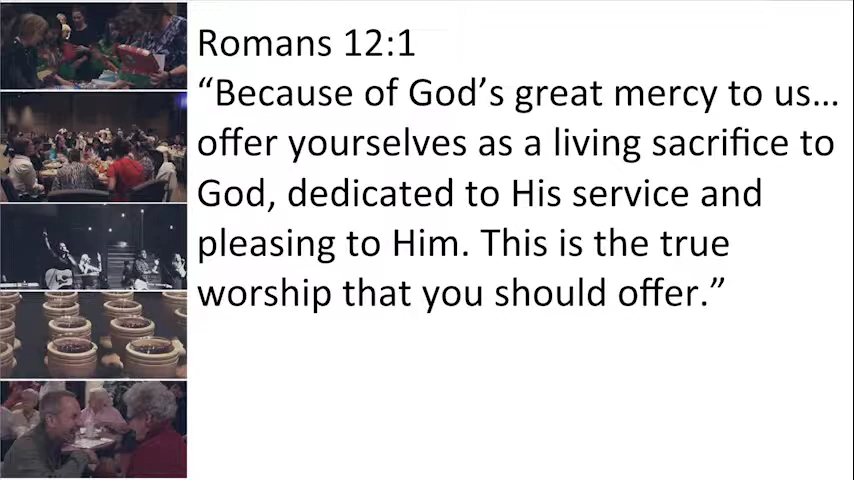 Romans 12:1
“Because of God’s great mercy to us…
offer yourselves as a living sacrifice to
God, dedicated to His service and
pleasing to Him. This is the true
worship that you should offer.”